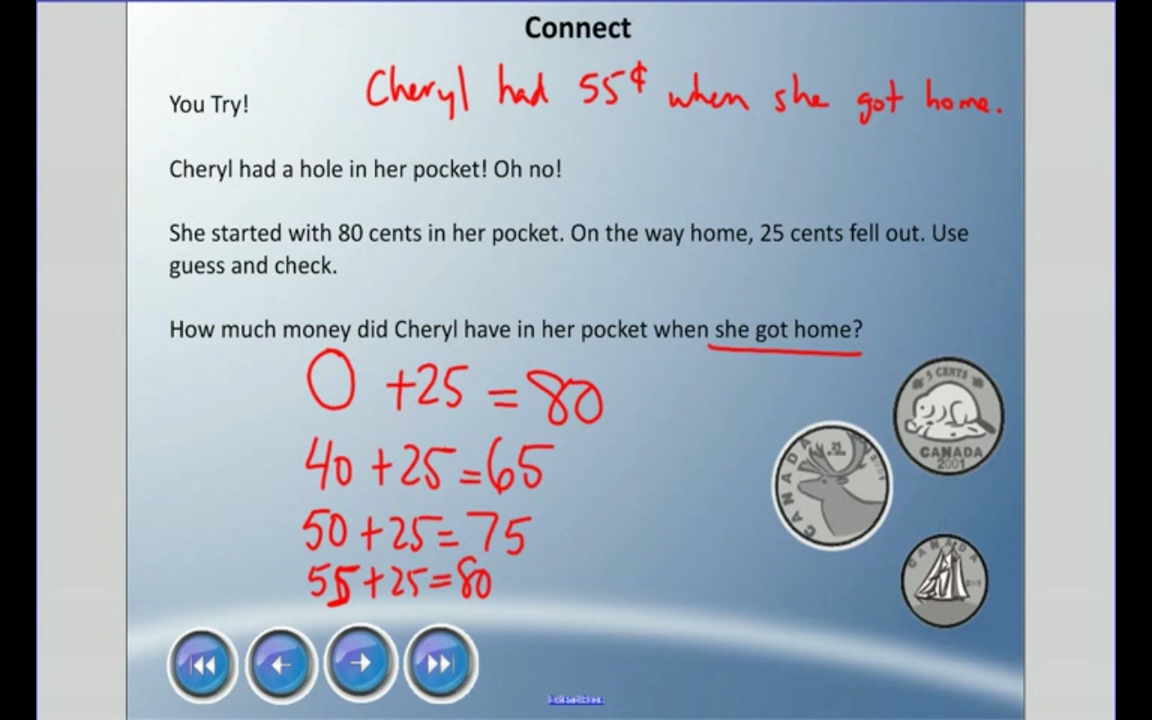 Connect
Cheryl had 55¢ when she got home.
You Try!
Cheryl had a hole in her pocket! Oh no!
She started with 80 cents in her pocket. On the way home, 25 cents fell out. Use
guess and check.
How much money did Cheryl have in her pocket when she got home?
O +25 = 80
40 +25=65
50 +25=75
55+25=80
5 CENTS
CANADA
2001
CANADA
CANADA